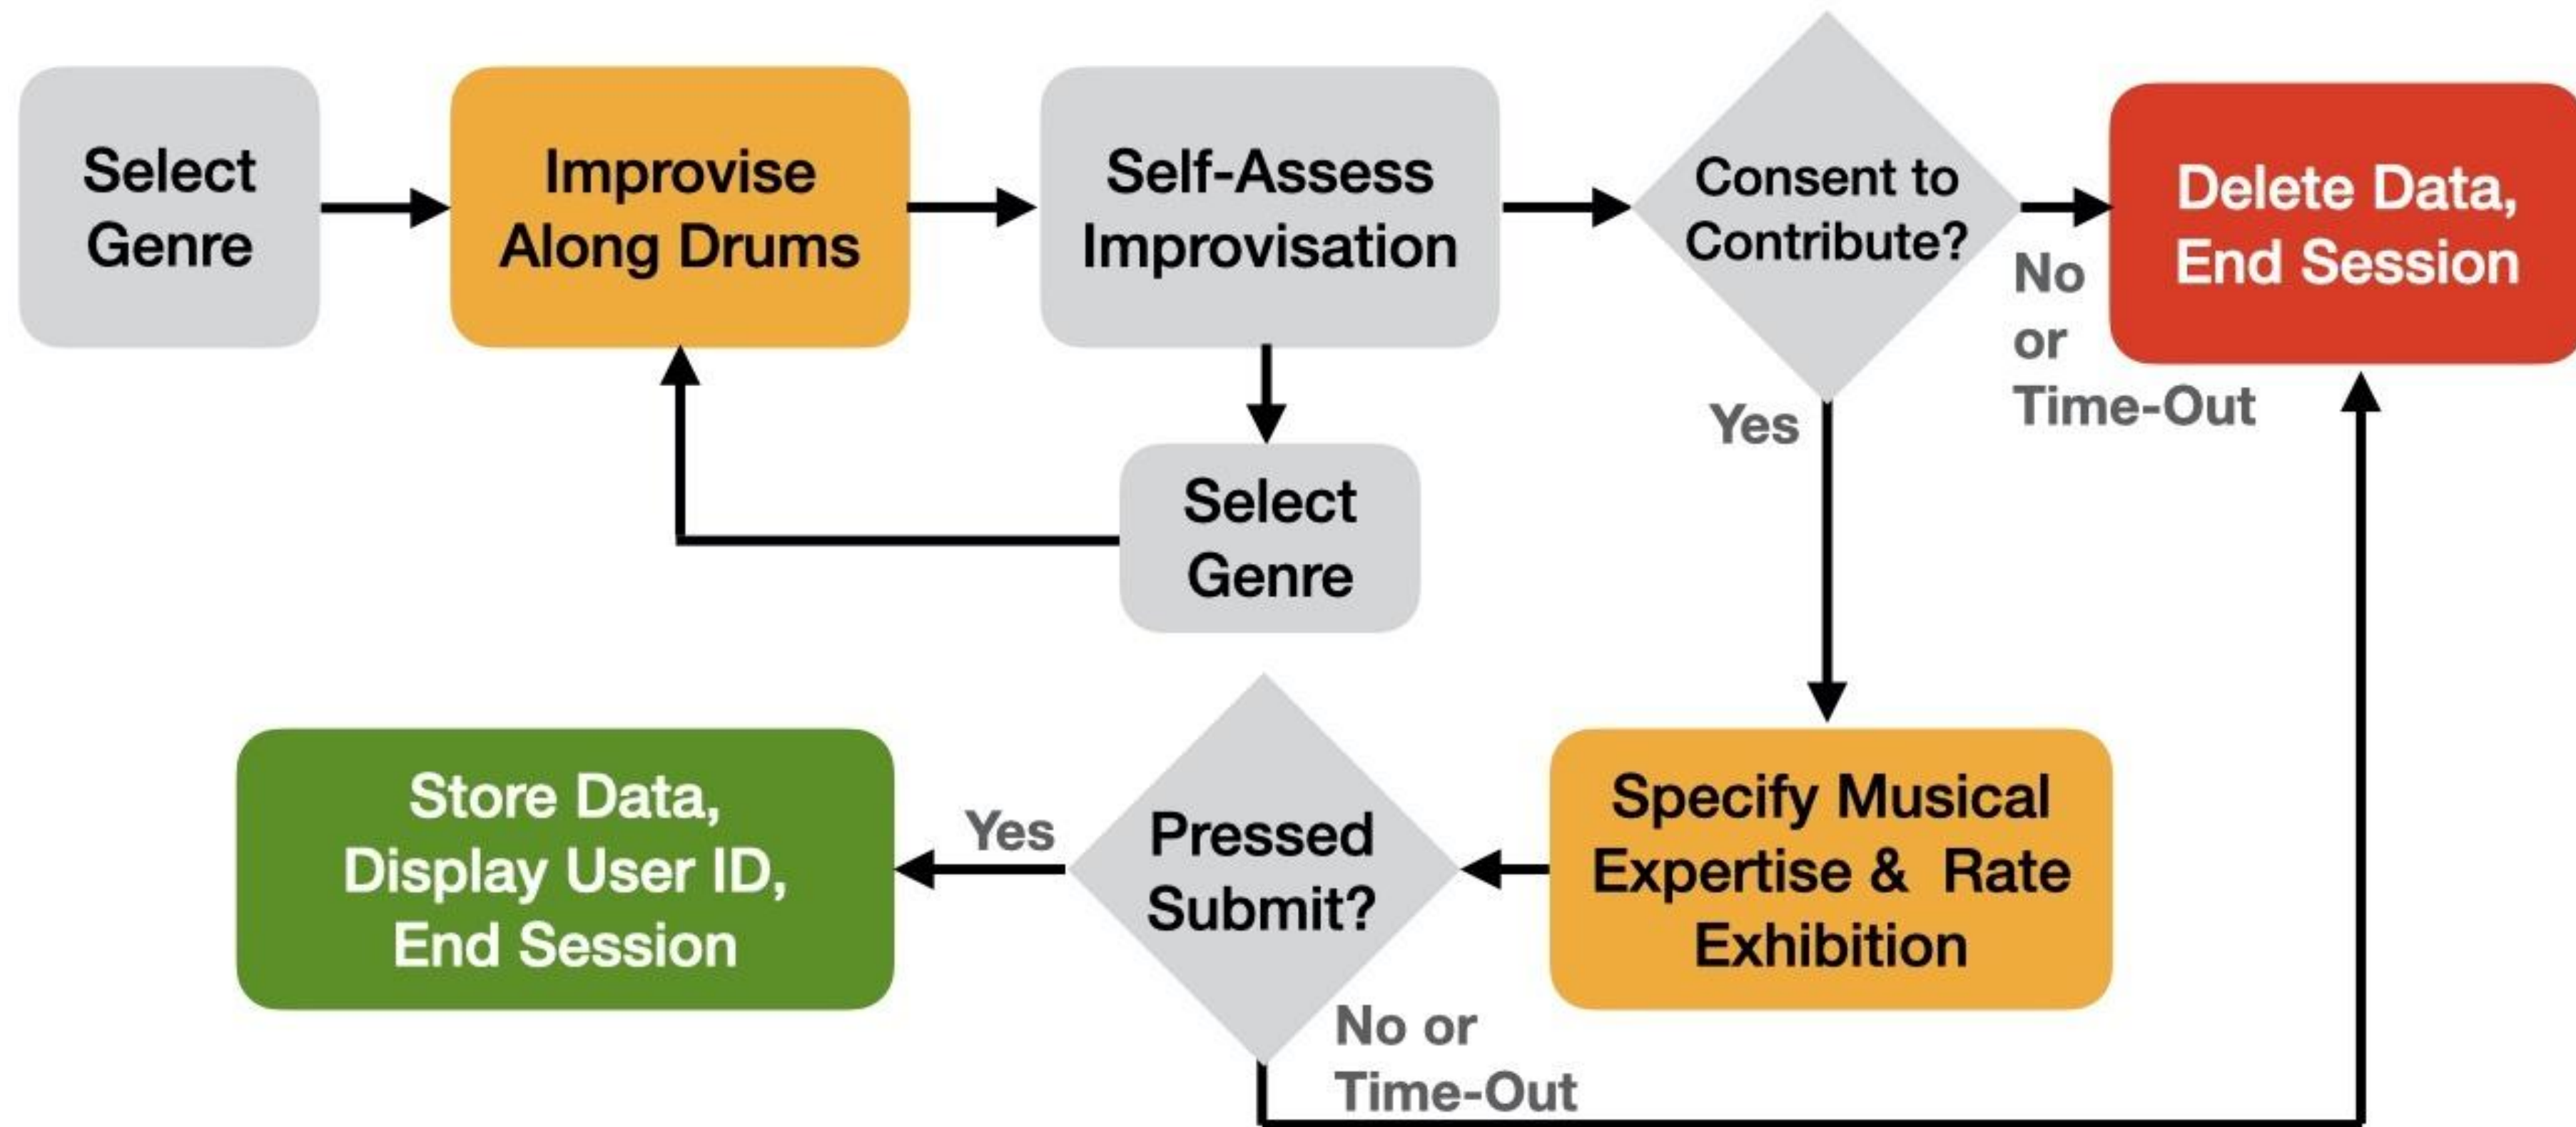 Select
Genre
Improvise
Along Drums
Self-Assess
Improvisation
Consent to
Contribute?
Delete Data,
End Session
No
or
Time-Out
Yes
Select
Genre
Specify Musical
Expertise & Rate
Exhibition
Pressed
Submit?
Yes
Store Data,
Display User ID,
End Session
No or
Time-Out